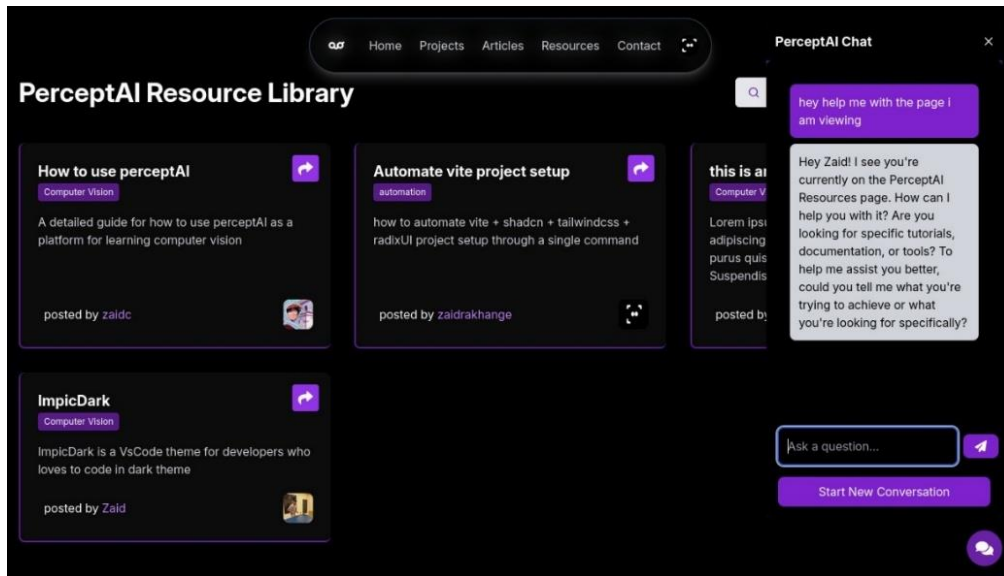 Home Projects Articles Resources Contact
PerceptAI Resource Library
How to use perceptAI
Computer Vision
A detailed guide for how to use perceptAI as a
platform for learning computer vision
posted by zaidc
Automate vite project setup
automation
how to automate vite + shadcn + tailwindcss +
radixUI project setup through a single command
posted by zaidrakhange
this is
Computer
Lorem
adipiscing
purus quis
posted
ImpicDark
Computer Vision
ImpicDark is a VsCode theme for developers who
loves to code in dark theme
posted by Zaid
PerceptAI Chat
hey help me with the page i
am viewing
Hey Zaid! I see you're
currently on the PerceptAI
Resources page. How can I
help you with it? Are you
looking for specific tutorials,
documentation, or tools? To
help me assist you better,
could you tell me what you're
trying to achieve or what
you're looking for specifically?
Ask a question...
Start New Conversation